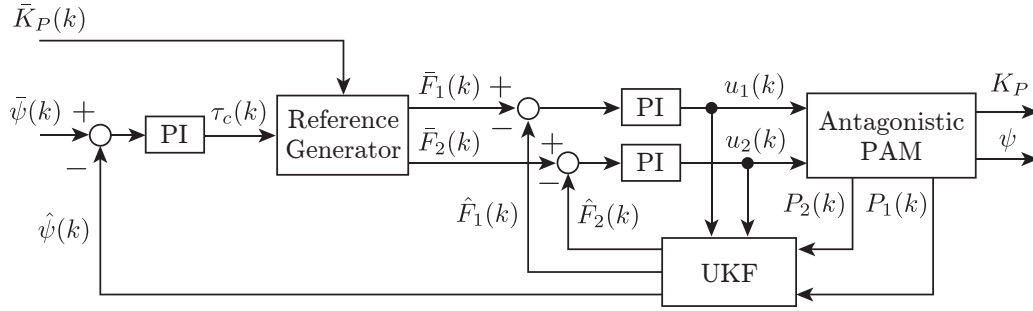 K̄_P(k)
ψ̄(k)
+
−
PI
τ_c(k)
Reference
Generator
F̄_1(k)
+
−
F̄_2(k)
+
−
PI
PI
u_1(k)
u_2(k)
Antagonistic
PAM
K_P
ψ
ψ̂(k)
F̂_1(k)
F̂_2(k)
P_2(k)
P_1(k)
UKF